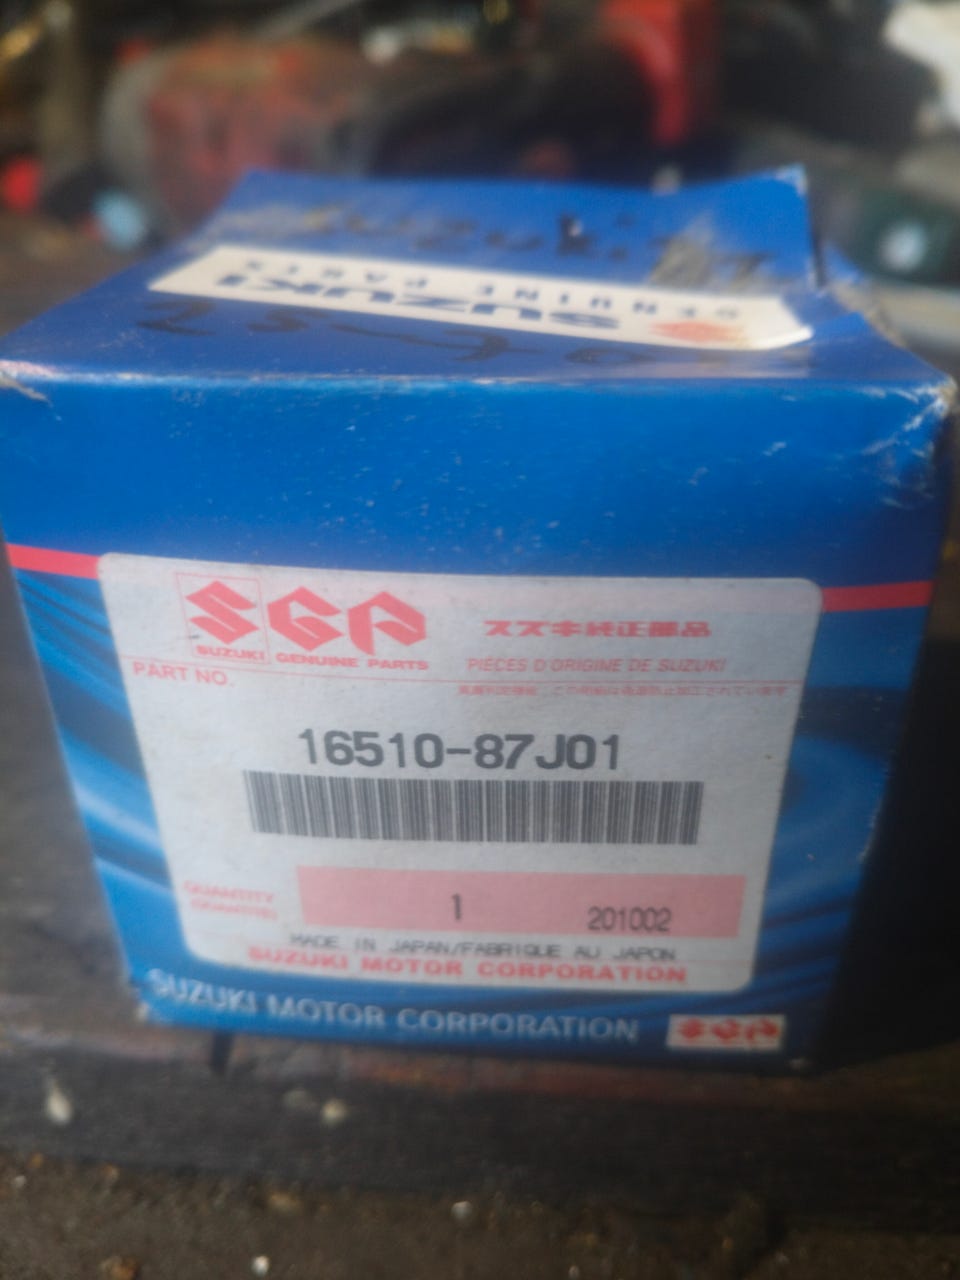 Suzuki
GENUINE PARTS
SUZUKI
SGP
SUZUKI GENUINE PARTS
スズキ純正部品
PIÈCES D'ORIGINE DE SUZUKI
PART NO.
16510-87J01
QUANTITY
(QUANTITÉ)
1
201002
MADE IN JAPAN/FABRIQUE AU JAPON
SUZUKI MOTOR CORPORATION
SUZUKI MOTOR CORPORATION
SGP